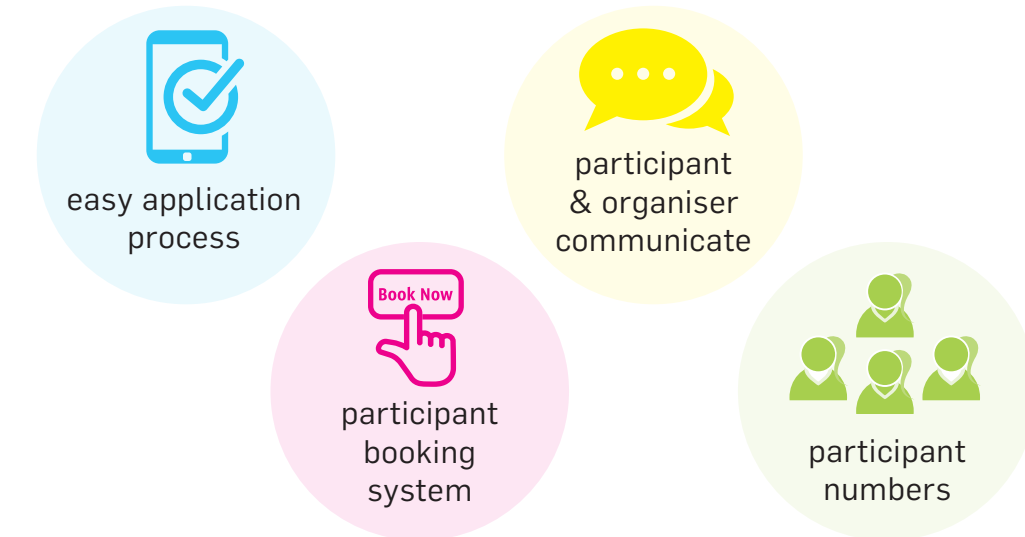 easy application
process
Book Now
participant
booking
system
participant
& organiser
communicate
participant
numbers